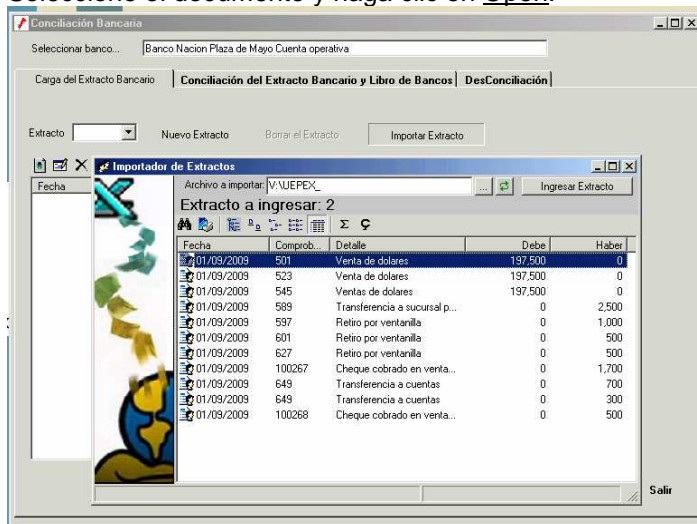 Seleccione el documento y haga clic en Open.
Conciliación Bancaria
Seleccionar banco... Banco Nacion Plaza de Mayo Cuenta operativa
Carga del Extracto Bancario Conciliación del Extracto Bancario y Libro de Bancos DesConciliación
Extracto Nuevo Extracto Borrar el Extracto Importar Extracto
Importador de Extractos
Fecha
Archivo a importar: V:\UEPEX_ ... Ingresar Extracto
Extracto a ingresar: 2
Σ Ç
Fecha Comprob... Detalle Debe Haber
01/09/2009 501 Venta de dolares 197,500 0
01/09/2009 523 Venta de dolares 197,500 0
01/09/2009 545 Ventas de dolares 197,500 0
01/09/2009 589 Transferencia a sucursal p... 0 2,500
01/09/2009 597 Retiro por ventanilla 0 1,000
01/09/2009 601 Retiro por ventanilla 0 500
01/09/2009 627 Retiro por ventanilla 0 500
01/09/2009 100267 Cheque cobrado en venta... 0 1,700
01/09/2009 649 Transferencia a cuentas 0 700
01/09/2009 649 Transferencia a cuentas 0 300
01/09/2009 100268 Cheque cobrado en venta... 0 500
Salir